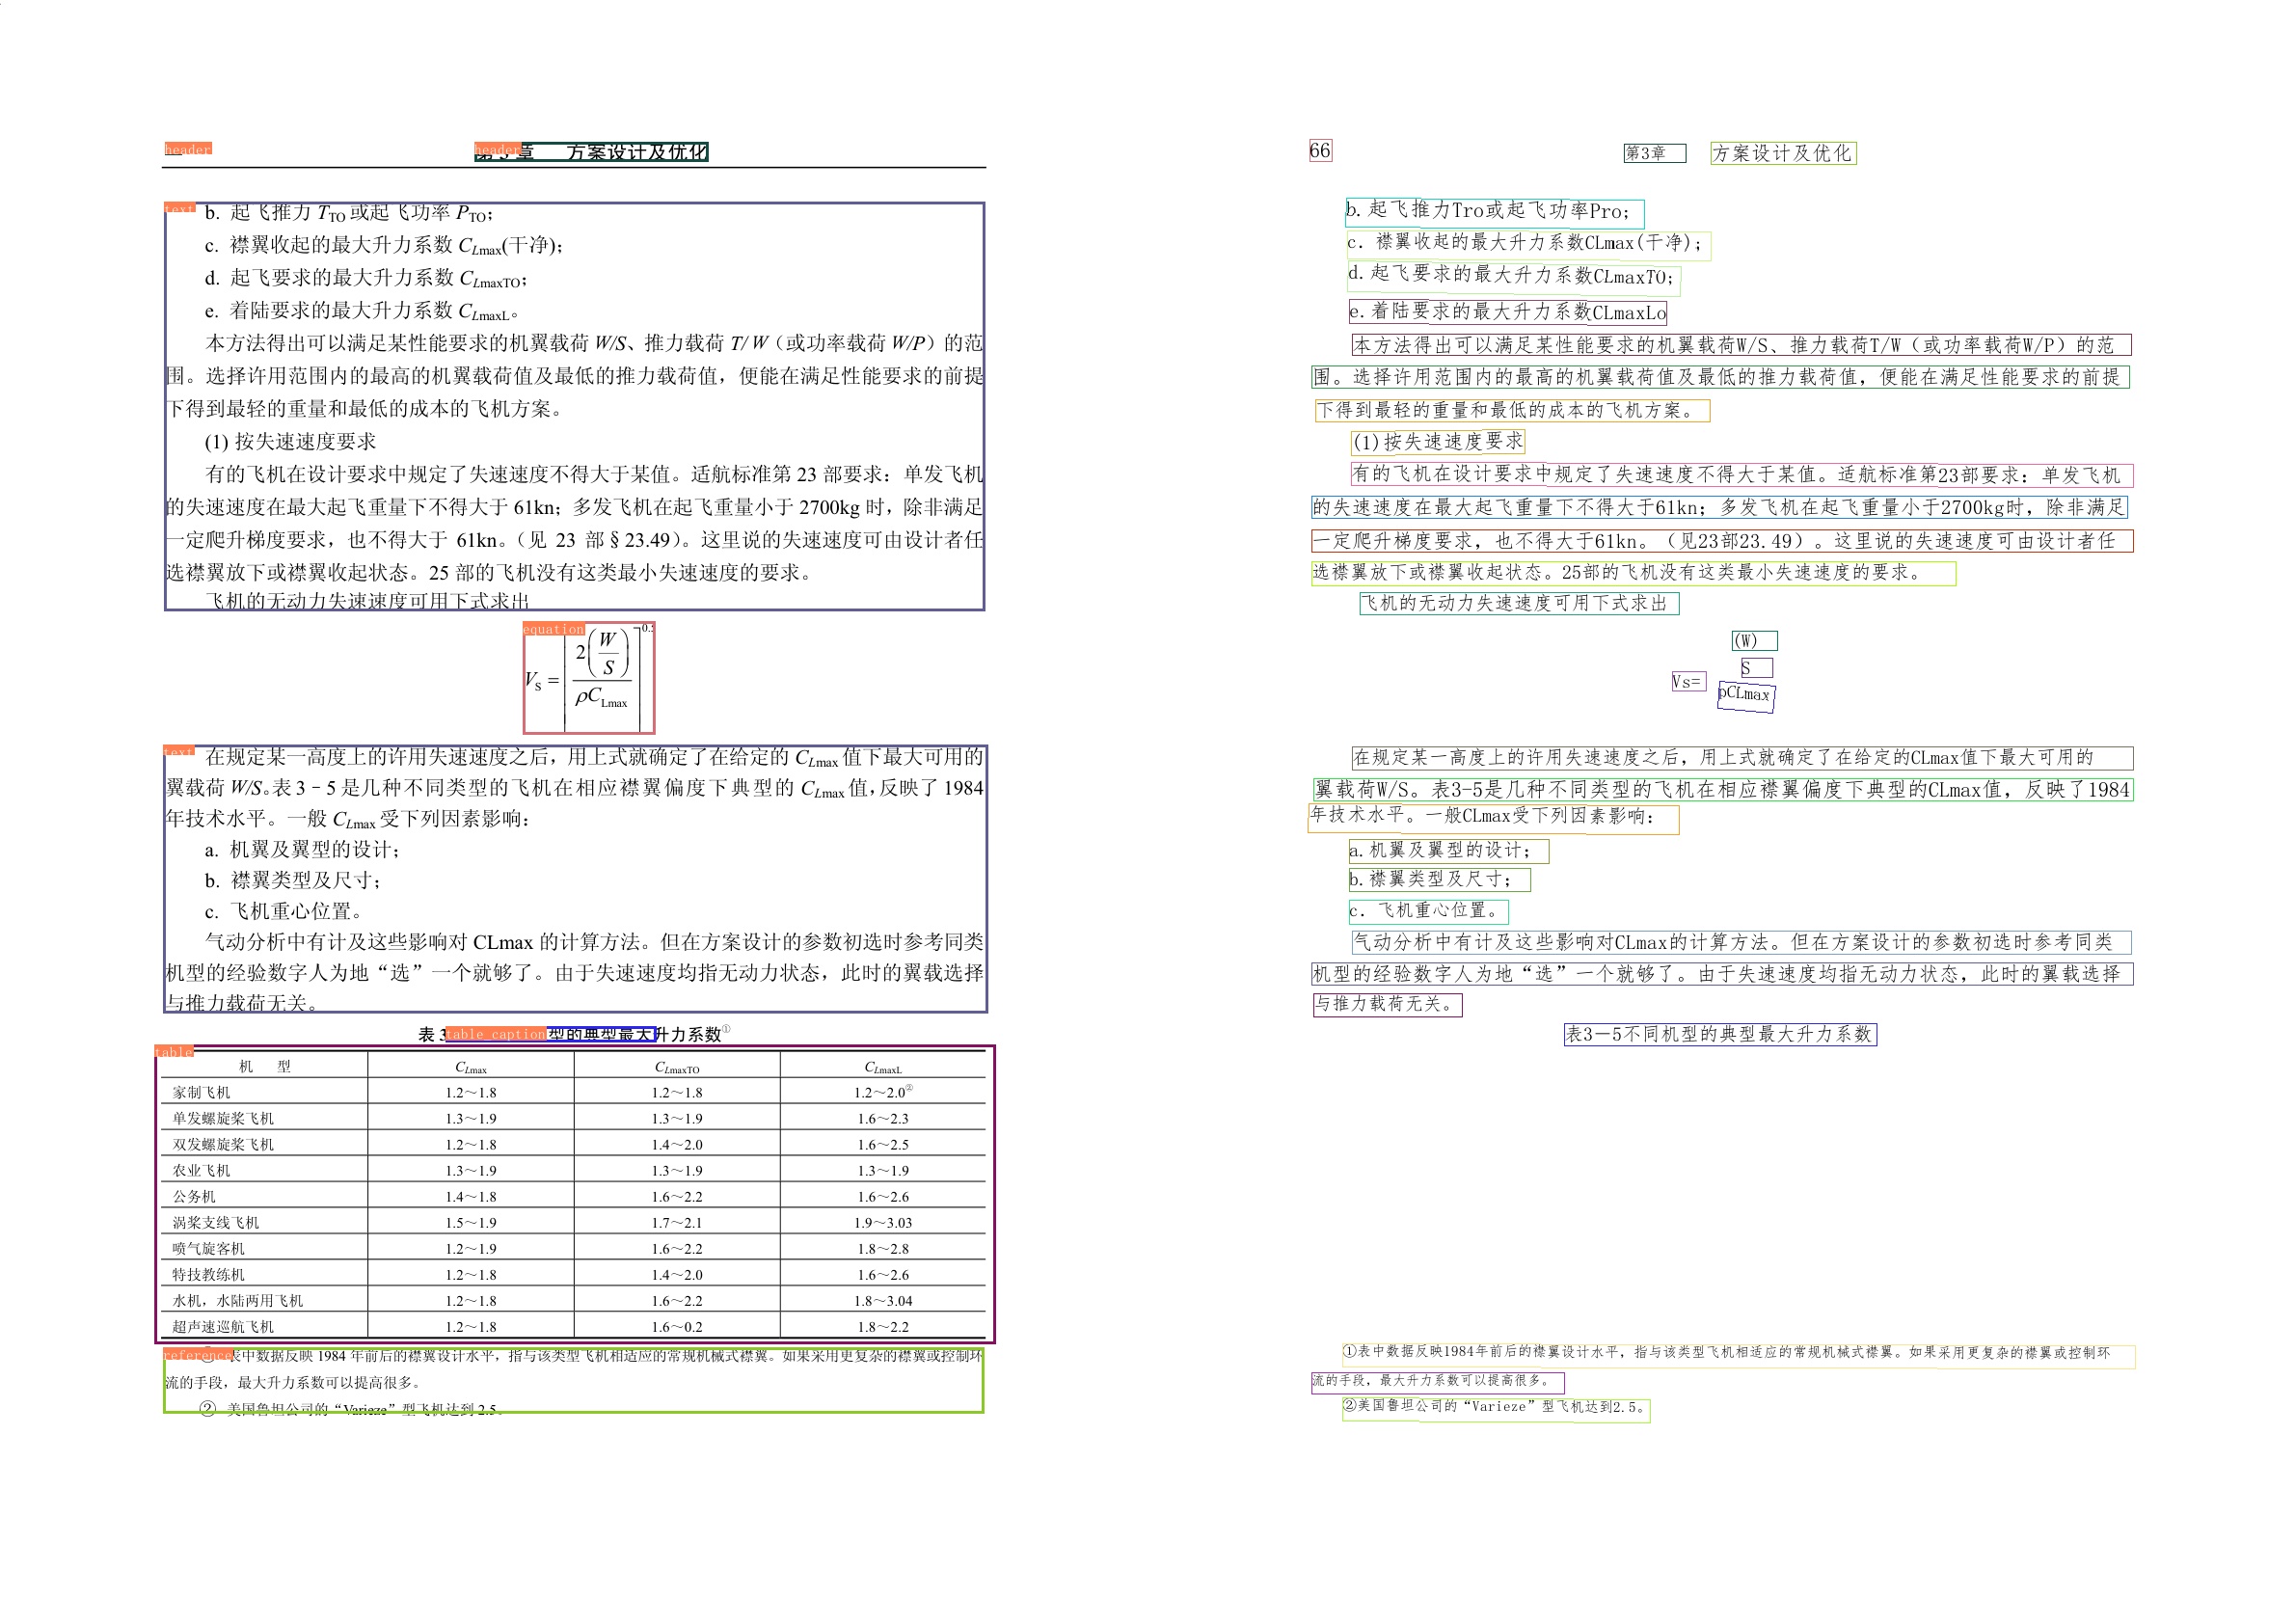 header
header 章 方案设计及优化
text b. 起飞推力 TTO 或起飞功率 PTO；
c. 襟翼收起的最大升力系数 CLmax(干净)；
d. 起飞要求的最大升力系数 CLmaxTO；
e. 着陆要求的最大升力系数 CLmaxL。
本方法得出可以满足某性能要求的机翼载荷 W/S、推力载荷 T/ W（或功率载荷 W/P）的范
围。选择许用范围内的最高的机翼载荷值及最低的推力载荷值，便能在满足性能要求的前提
下得到最轻的重量和最低的成本的飞机方案。
(1) 按失速速度要求
有的飞机在设计要求中规定了失速速度不得大于某值。适航标准第 23 部要求：单发飞机
的失速速度在最大起飞重量下不得大于 61kn；多发飞机在起飞重量小于 2700kg 时，除非满足
一定爬升梯度要求，也不得大于 61kn。（见 23 部§23.49）。这里说的失速速度可由设计者任
选襟翼放下或襟翼收起状态。25 部的飞机没有这类最小失速速度的要求。
飞机的无动力失速速度可用下式求出
equation
VS = [2(W/S)/ρCLmax]
text 在规定某一高度上的许用失速速度之后，用上式就确定了在给定的 CLmax 值下最大可用的
翼载荷 W/S。表 3－5 是几种不同类型的飞机在相应襟翼偏度下典型的 CLmax 值，反映了 1984
年技术水平。一般 CLmax 受下列因素影响：
a. 机翼及翼型的设计；
b. 襟翼类型及尺寸；
c. 飞机重心位置。
气动分析中有计及这些影响对 CLmax 的计算方法。但在方案设计的参数初选时参考同类
机型的经验数字人为地“选”一个就够了。由于失速速度均指无动力状态，此时的翼载选择
与推力载荷无关。
表 3 table_caption 型的典型最大升力系数①
table
机 型 CLmax CLmaxTO CLmaxL
家制飞机 1.2～1.8 1.2～1.8 1.2～2.0②
单发螺旋桨飞机 1.3～1.9 1.3～1.9 1.6～2.3
双发螺旋桨飞机 1.2～1.8 1.4～2.0 1.6～2.5
农业飞机 1.3～1.9 1.3～1.9 1.3～1.9
公务机 1.4～1.8 1.6～2.2 1.6～2.6
涡桨支线飞机 1.5～1.9 1.7～2.1 1.9～3.03
喷气旋客机 1.2～1.9 1.6～2.2 1.8～2.8
特技教练机 1.2～1.8 1.4～2.0 1.6～2.6
水机，水陆两用飞机 1.2～1.8 1.6～2.2 1.8～3.04
超声速巡航飞机 1.2～1.8 1.6～0.2 1.8～2.2
reference 表中数据反映 1984 年前后的襟翼设计水平，指与该类型飞机相适应的常规机械式襟翼。如果采用更复杂的襟翼或控制环
流的手段，最大升力系数可以提高很多。
② 美国鲁坦公司的“Varieze”型飞机达到 2.5。
66 第3章 方案设计及优化
b.起飞推力Tro或起飞功率Pro；
c. 襟翼收起的最大升力系数CLmax(干净)；
d.起飞要求的最大升力系数CLmaxTO；
e.着陆要求的最大升力系数CLmaxLo
本方法得出可以满足某性能要求的机翼载荷W/S、推力载荷T/W（或功率载荷W/P）的范
围。选择许用范围内的最高的机翼载荷值及最低的推力载荷值，便能在满足性能要求的前提
下得到最轻的重量和最低的成本的飞机方案。
(1)按失速速度要求
有的飞机在设计要求中规定了失速速度不得大于某值。适航标准第23部要求：单发飞机
的失速速度在最大起飞重量下不得大于61kn；多发飞机在起飞重量小于2700kg时，除非满足
一定爬升梯度要求，也不得大于61kn。（见23部23.49）。这里说的失速速度可由设计者任
选襟翼放下或襟翼收起状态。25部的飞机没有这类最小失速速度的要求。
飞机的无动力失速速度可用下式求出
(W)
S
Vs=
pCLmax
在规定某一高度上的许用失速速度之后，用上式就确定了在给定的CLmax值下最大可用的
翼载荷W/S。表3-5是几种不同类型的飞机在相应襟翼偏度下典型的CLmax值，反映了1984
年技术水平。一般CLmax受下列因素影响：
a.机翼及翼型的设计；
b.襟翼类型及尺寸；
c. 飞机重心位置。
气动分析中有计及这些影响对CLmax的计算方法。但在方案设计的参数初选时参考同类
机型的经验数字人为地“选”一个就够了。由于失速速度均指无动力状态，此时的翼载选择
与推力载荷无关。
表3－5不同机型的典型最大升力系数
①表中数据反映1984年前后的襟翼设计水平，指与该类型飞机相适应的常规机械式襟翼。如果采用更复杂的襟翼或控制环
流的手段，最大升力系数可以提高很多。
②美国鲁坦公司的“Varieze”型飞机达到2.5。